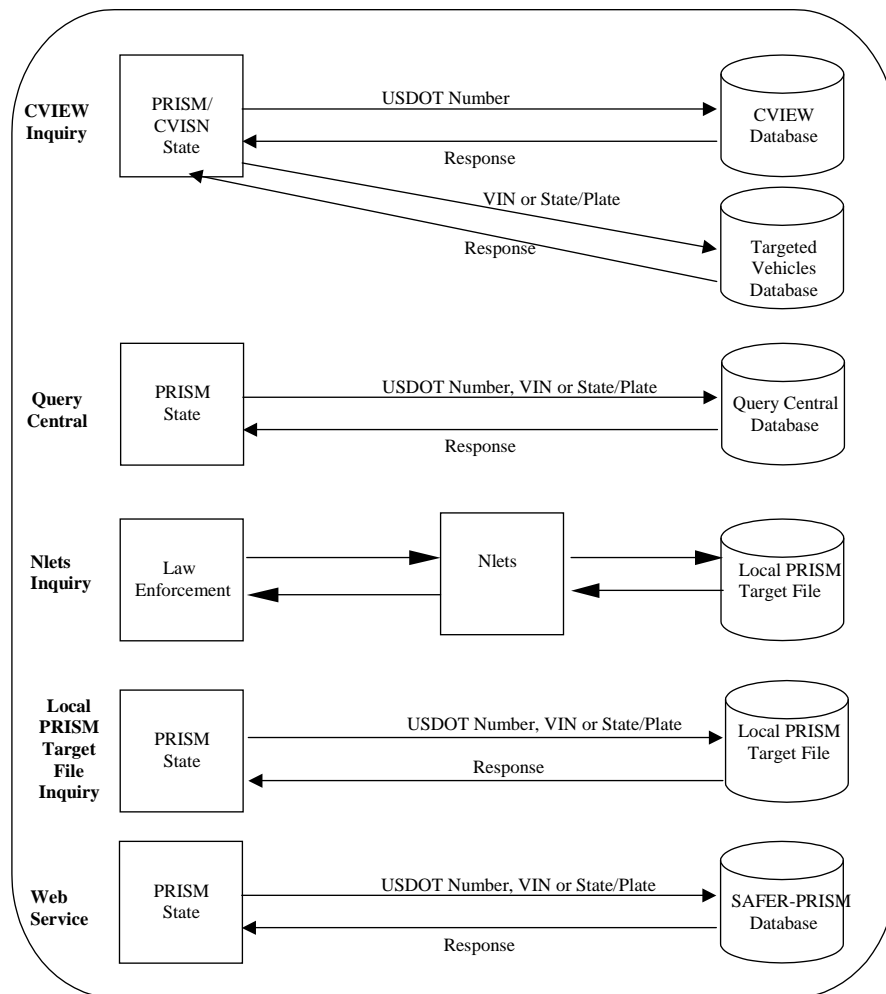 CVIEW
Inquiry
PRISM/
CVISN
State
USDOT Number
Response
CVIEW
Database
VIN or State/Plate
Response
Targeted
Vehicles
Database
Query
Central
PRISM
State
USDOT Number, VIN or State/Plate
Response
Query Central
Database
Nlets
Inquiry
Law
Enforcement
Nlets
Local PRISM
Target File
Local
PRISM
Target
File
Inquiry
PRISM
State
USDOT Number, VIN or State/Plate
Response
Local PRISM
Target File
Web
Service
PRISM
State
USDOT Number, VIN or State/Plate
Response
SAFER-PRISM
Database